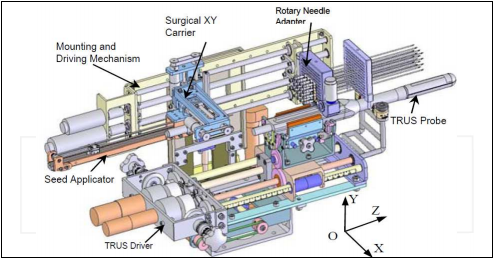 Rotary Needle
Adapter
Surgical XY
Carrier
Mounting and
Driving Mechanism
TRUS Probe
Seed Applicator
TRUS Driver
Y
Z
O
X